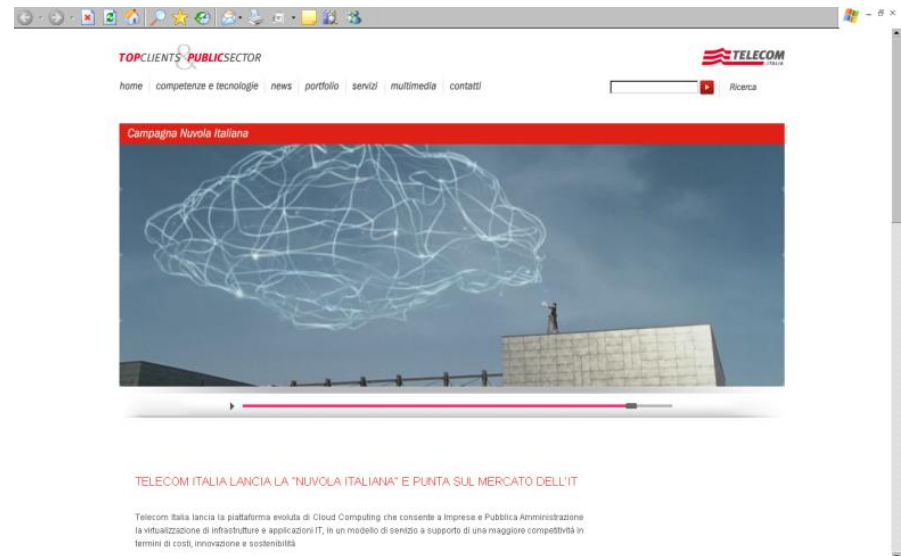 TOPCLIENTS&PUBLICSECTOR
TELECOM
ITALIA
home competenze e tecnologie news portfolio servizi multimedia contatti
Ricerca
Campagna Nuvola Italiana
TELECOM ITALIA LANCIA LA "NUVOLA ITALIANA" E PUNTA SUL MERCATO DELL'IT
Telecom Italia lancia la piattaforma evoluta di Cloud Computing che consente a Imprese e Pubblica Amministrazione
la virtualizzazione di infrastrutture e applicazioni IT, in un modello di servizio a supporto di una maggiore competitività in
termini di costi, innovazione e sostenibilità